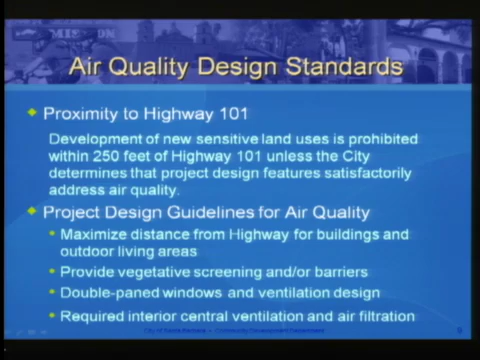 MISSION
Air Quality Design Standards
Proximity to Highway 101
Development of new sensitive land uses is prohibited
within 250 feet of Highway 101 unless the City
determines that project design features satisfactorily
address air quality.
Project Design Guidelines for Air Quality
Maximize distance from Highway for buildings and
outdoor living areas
Provide vegetative screening and/or barriers
Double-paned windows and ventilation design
Required interior central ventilation and air filtration
City of Santa Barbara • Community Development Department